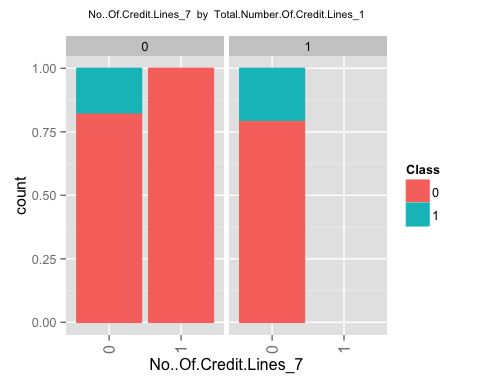 No..Of.Credit.Lines_7 by Total.Number.Of.Credit.Lines_1
0 1
1.00
0.75
0.50
0.25
0.00
count
0 1 0 1
No..Of.Credit.Lines_7
Class
0
1